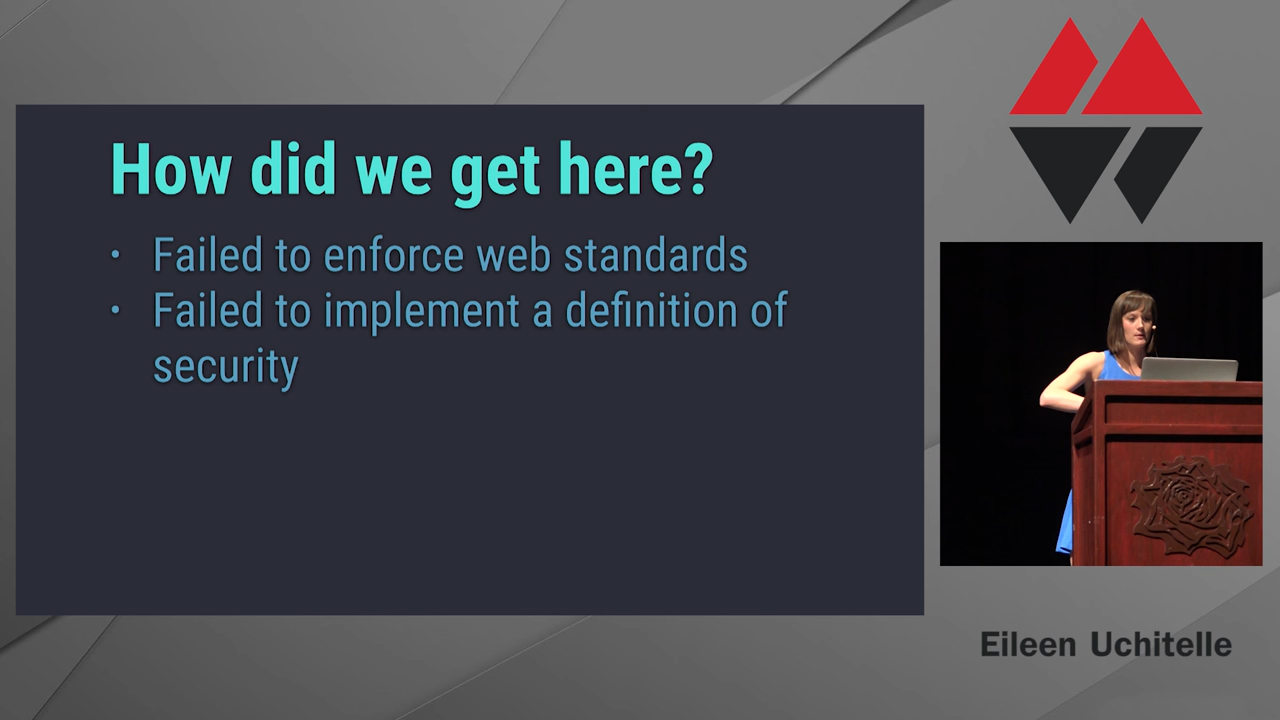 How did we get here?
• Failed to enforce web standards
• Failed to implement a definition of
security
Eileen Uchitelle